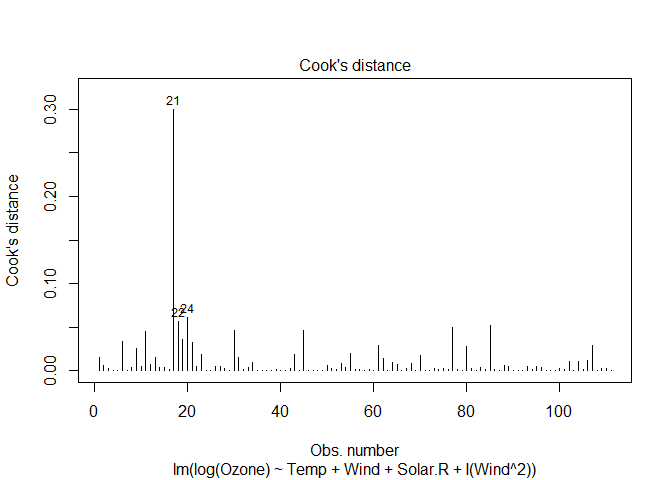 Cook's distance
0.30
0.20
0.10
0.00
Cook's distance
21
22
24
0 20 40 60 80 100
Obs. number
lm(log(Ozone) ~ Temp + Wind + Solar.R + I(Wind^2))